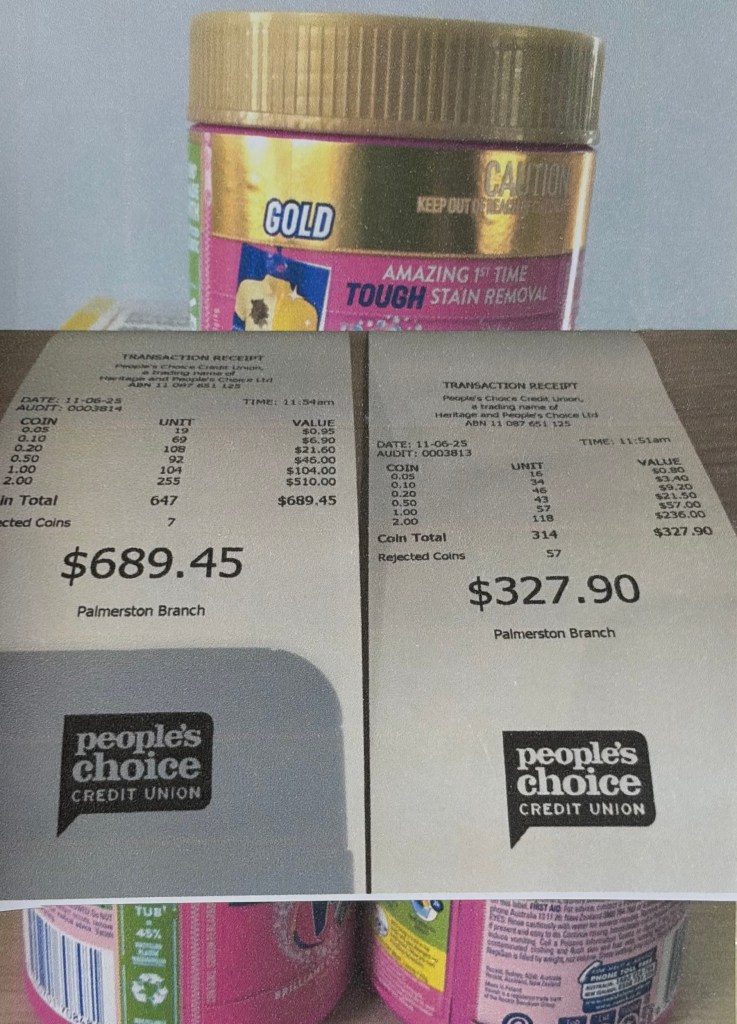 CAUTION
KEEP OUT OF REACH OF
GOLD
AMAZING 1ST TIME
TOUGH STAIN REMOVAL
TRANSACTION RECEIPT
People's Choice Credit Union,
a trading name of
Heritage and People's Choice Ltd
ABN 11 087 651 125
DATE: 11-06-25 TIME: 11:54am
AUDIT: 0003814
COIN UNIT VALUE
0.05 19 $0.95
0.10 69 $6.90
0.20 108 $21.60
0.50 92 $46.00
1.00 104 $104.00
2.00 255 $510.00
in Total 647 $689.45
cted Coins 7
$689.45
Palmerston Branch
people's
choice
CREDIT UNION
TRANSACTION RECEIPT
People's Choice Credit Union,
a trading name of
Heritage and People's Choice Ltd
ABN 11 087 651 125
DATE: 11-06-25 TIME: 11:51am
AUDIT: 0003813
COIN UNIT VALUE
0.05 16 $0.80
0.10 34 $3.40
0.20 46 $9.20
0.50 43 $21.50
1.00 57 $57.00
2.00 118 $236.00
Coin Total 314 $327.90
Rejected Coins 57
$327.90
Palmerston Branch
people's
choice
CREDIT UNION
TUB
=
45%
FIRST AID
PHONE TOLL FREE